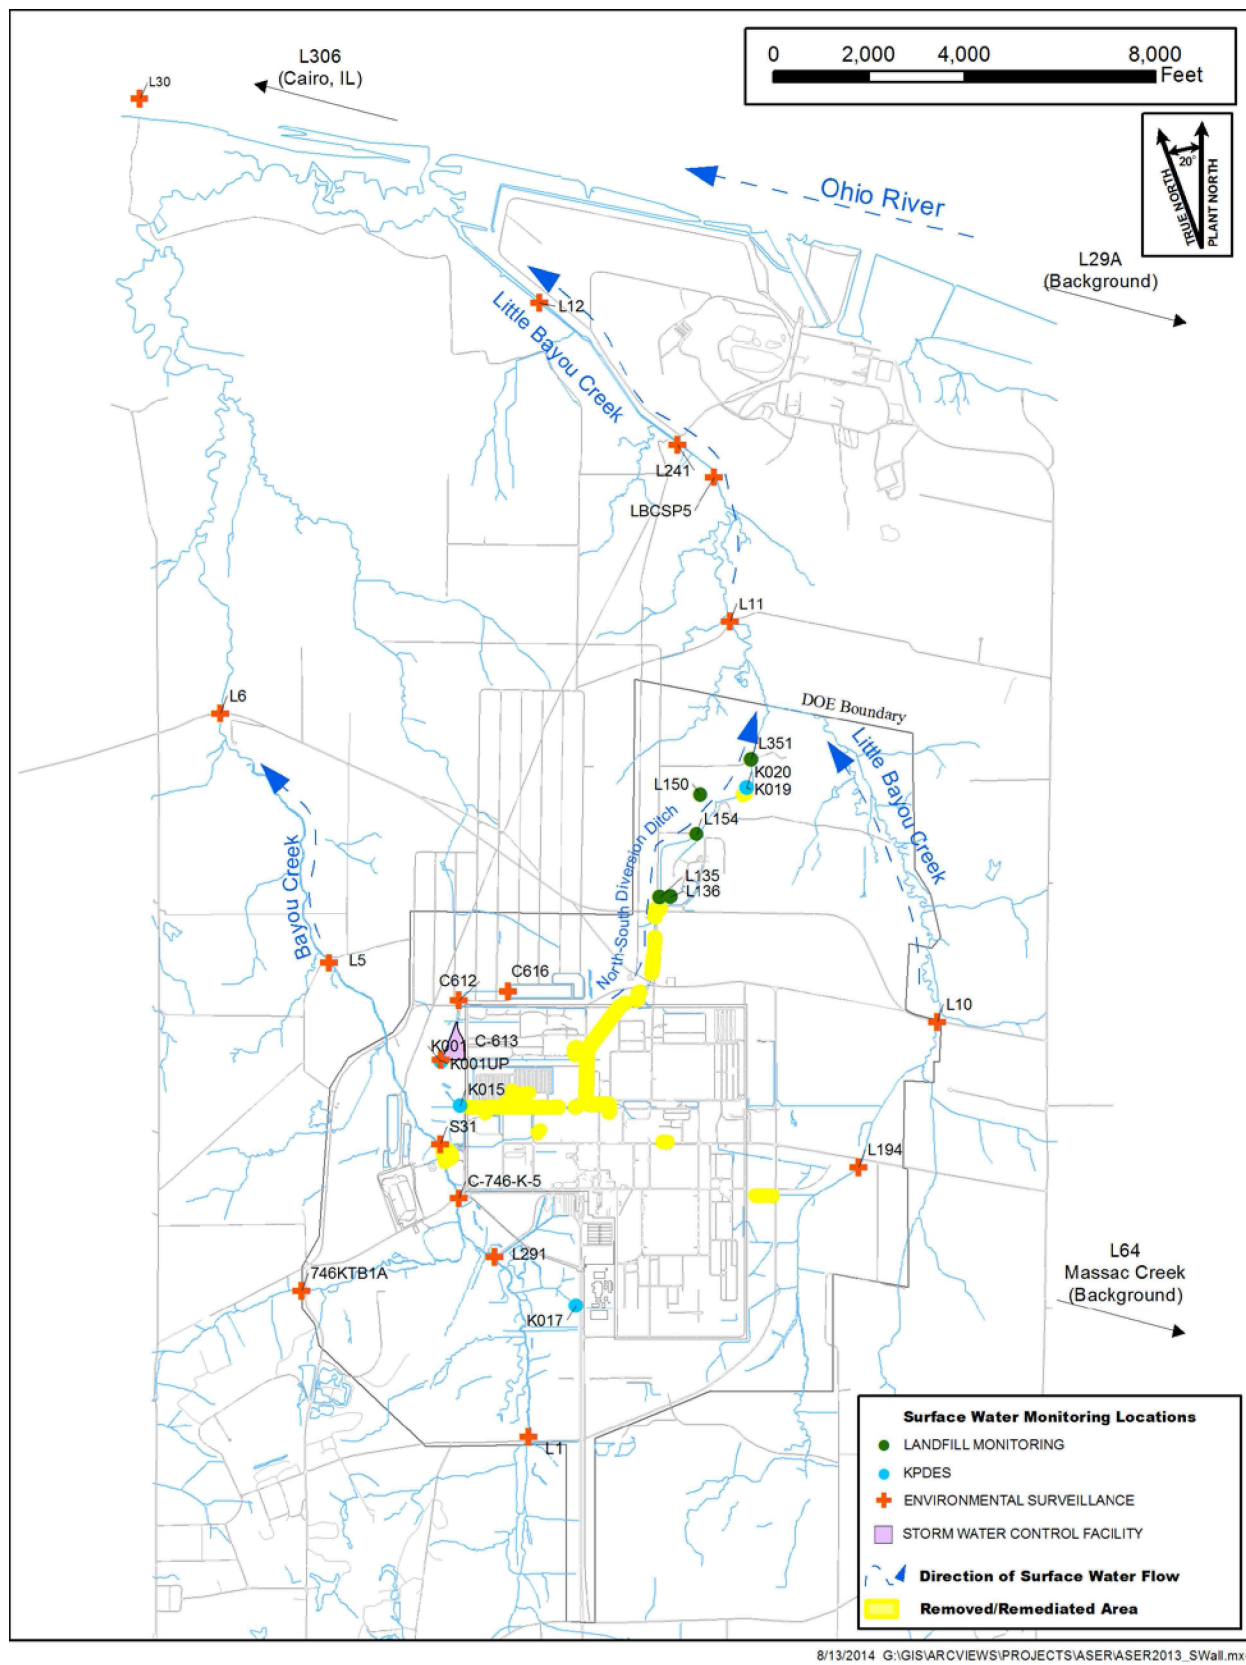 0 2,000 4,000 8,000
Feet
L306
(Cairo, IL)
L30
20°
TRUE NORTH
PLANT NORTH
Ohio River
L29A
(Background)
L12
Little Bayou Creek
L241
LBCSP5
L11
L6
DOE Boundary
L351
K020
K019
L150
L154
Little Bayou Creek
North-South Diversion Ditch
L135
L136
Bayou Creek
L5
C612
C616
L10
K001
C-613
K001UP
K015
S31
L194
C-746-K-5
L291
746KTB1A
K017
L64
Massac Creek
(Background)
L1
Surface Water Monitoring Locations
LANDFILL MONITORING
KPDES
ENVIRONMENTAL SURVEILLANCE
STORM WATER CONTROL FACILITY
Direction of Surface Water Flow
Removed/Remediated Area
8/13/2014 G:\GIS\ARCVIEWS\PROJECTS\ASER\ASER2013_SWall.mx